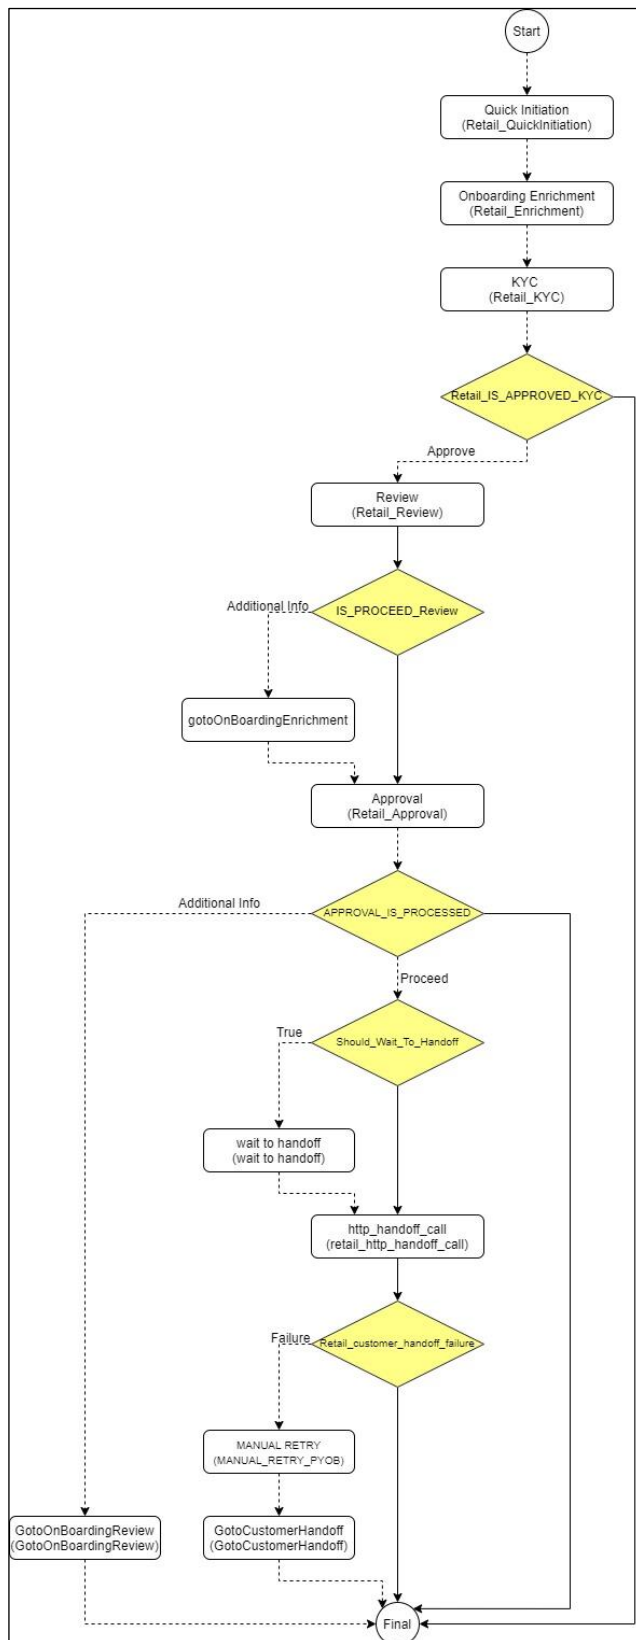 Start
Quick Initiation
(Retail_QuickInitiation)
Onboarding Enrichment
(Retail_Enrichment)
KYC
(Retail_KYC)
Retail_IS_APPROVED_KYC
Approve
Review
(Retail_Review)
Additional Info
IS_PROCEED_Review
gotoOnBoardingEnrichment
Approval
(Retail_Approval)
Additional Info
APPROVAL_IS_PROCESSED
Proceed
True
Should_Wait_To_Handoff
wait to handoff
(wait to handoff)
http_handoff_call
(retail_http_handoff_call)
Failure
Retail_customer_handoff_failure
MANUAL RETRY
(MANUAL_RETRY_PYOB)
GotoOnBoardingReview
(GotoOnBoardingReview)
GotoCustomerHandoff
(GotoCustomerHandoff)
Final